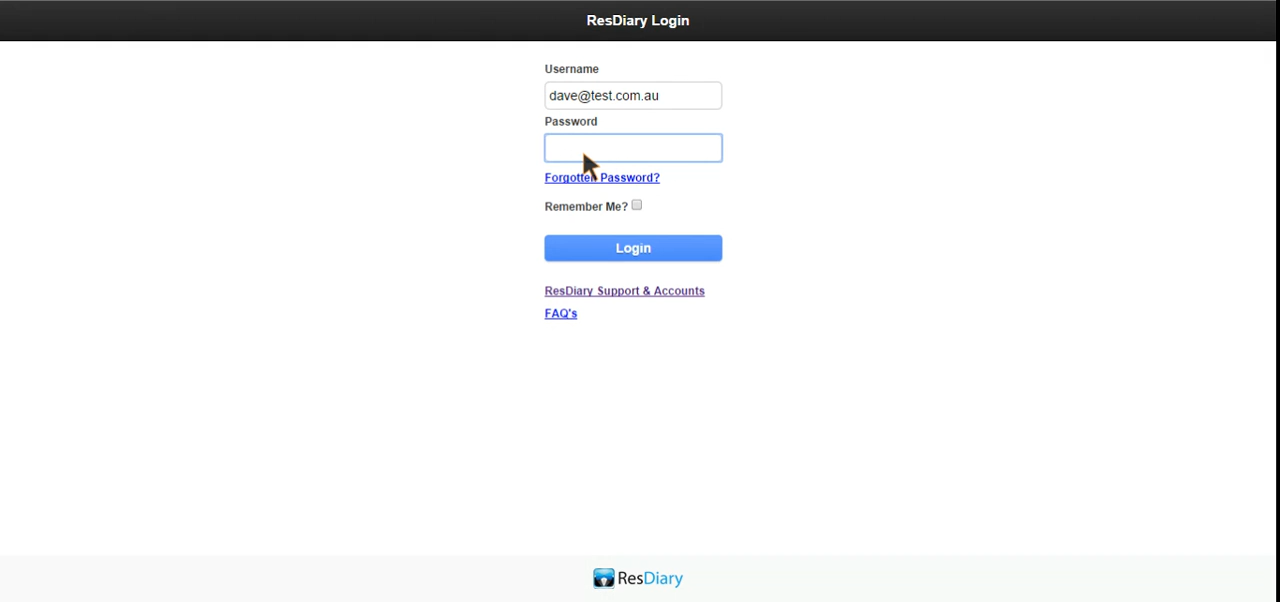 ResDiary Login
Username
dave@test.com.au
Password
Forgotten Password?
Remember Me?
Login
ResDiary Support & Accounts
FAQ's
ResDiary